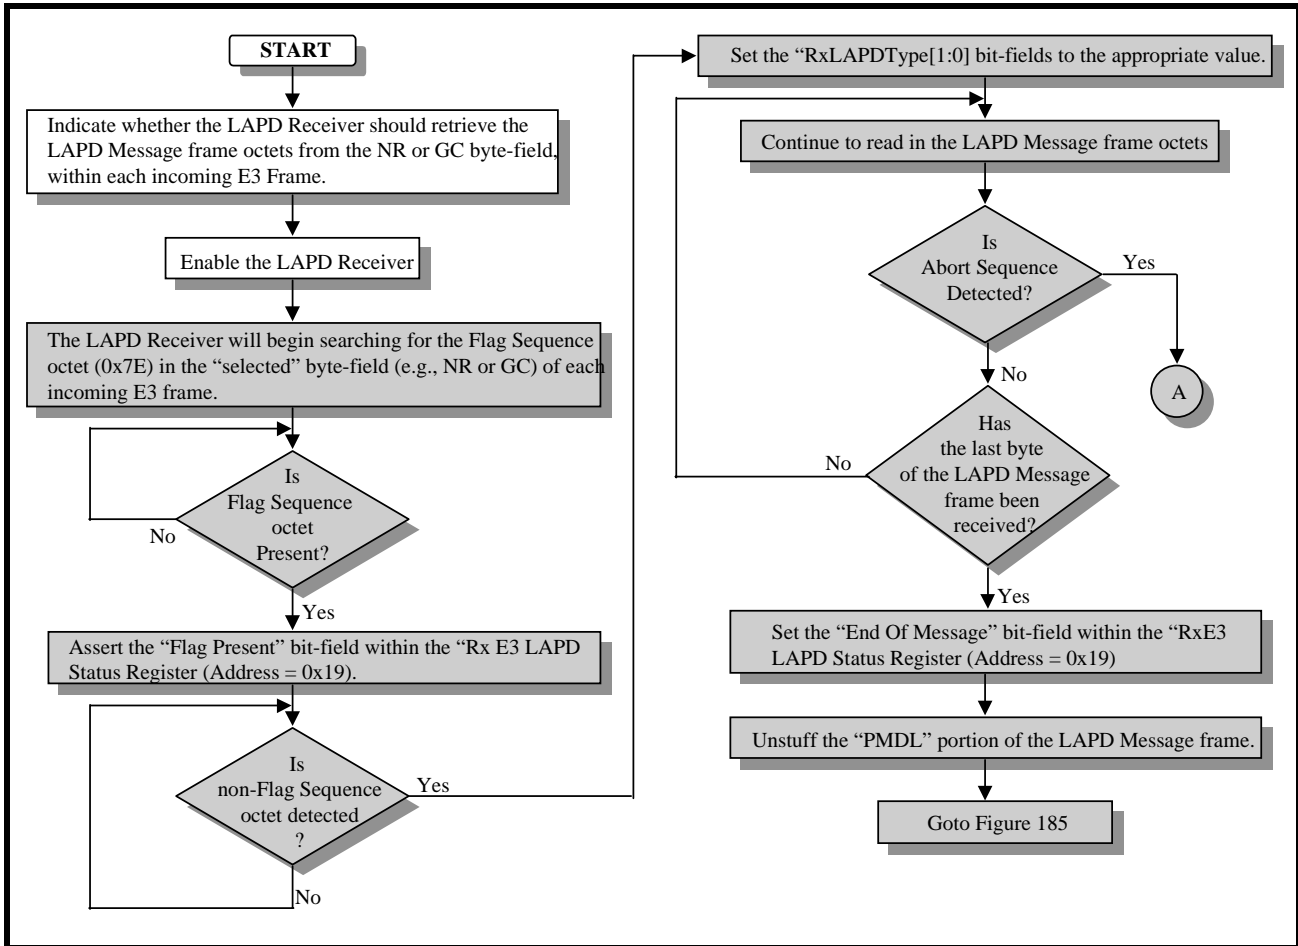 START
Indicate whether the LAPD Receiver should retrieve the
LAPD Message frame octets from the NR or GC byte-field,
within each incoming E3 Frame.
Enable the LAPD Receiver
The LAPD Receiver will begin searching for the Flag Sequence
octet (0x7E) in the “selected” byte-field (e.g., NR or GC) of each
incoming E3 frame.
Is
Flag Sequence
octet
Present?
No
Yes
Assert the “Flag Present” bit-field within the “Rx E3 LAPD
Status Register (Address = 0x19).
Is
non-Flag Sequence
octet detected
?
Yes
No
Set the “RxLAPDType[1:0] bit-fields to the appropriate value.
Continue to read in the LAPD Message frame octets
Is
Abort Sequence
Detected?
Yes
A
No
Has
the last byte
of the LAPD Message
frame been
received?
No
Yes
Set the “End Of Message” bit-field within the “RxE3
LAPD Status Register (Address = 0x19)
Unstuff the “PMDL” portion of the LAPD Message frame.
Goto Figure 185